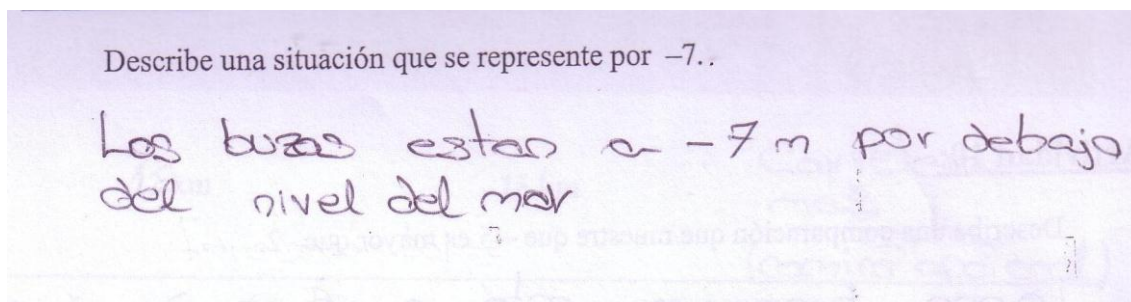 Describe una situación que se represente por –7..
Los buzos estan a -7 m por debajo
del nivel del mar